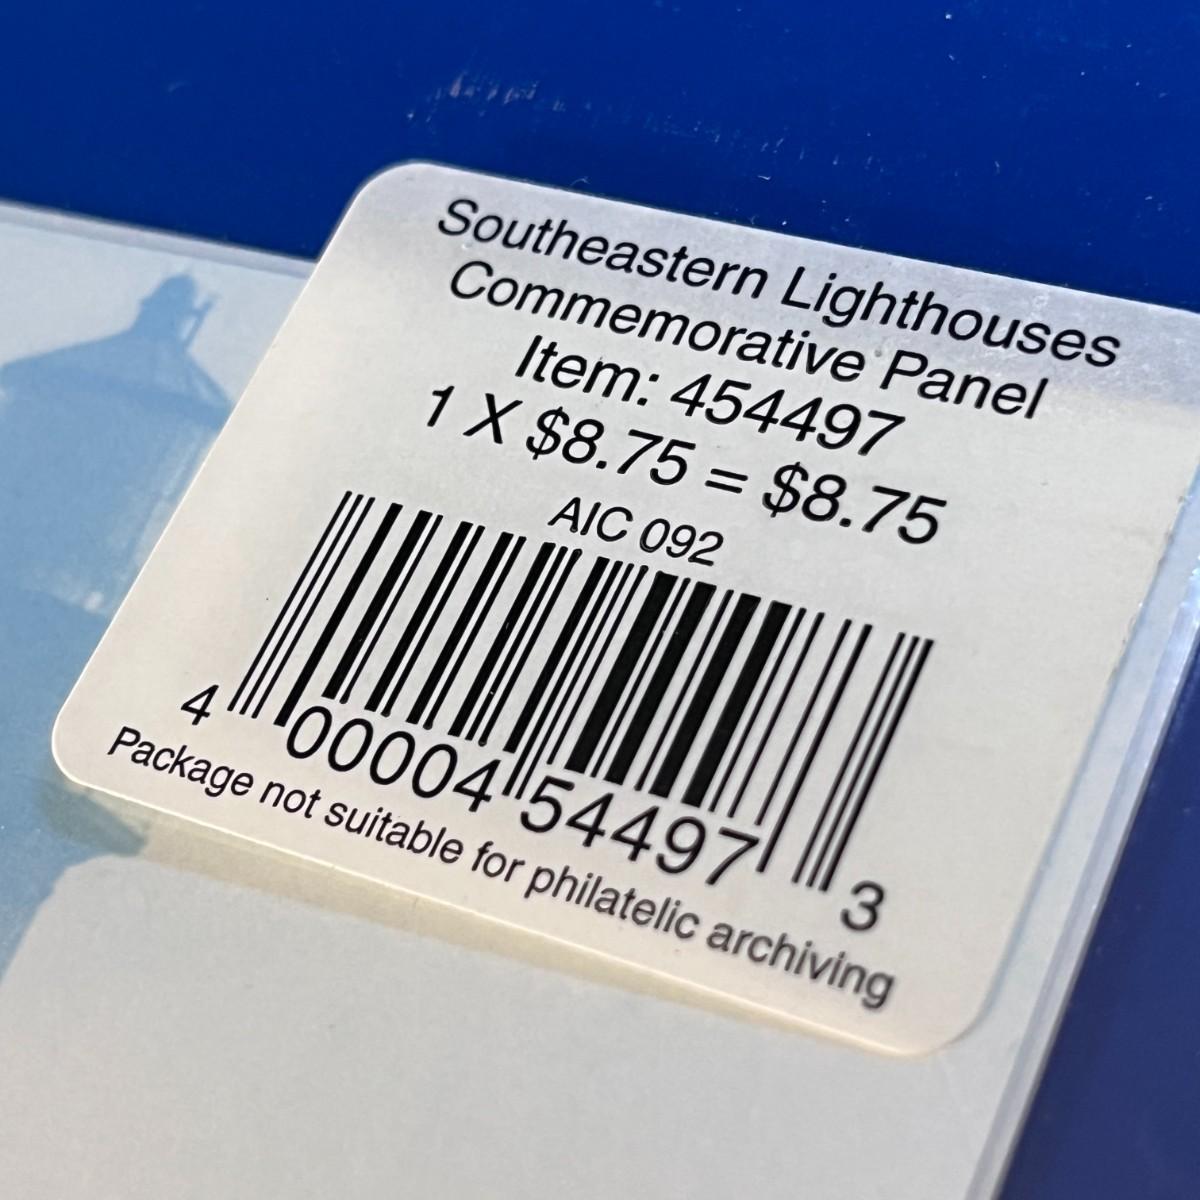 Southeastern Lighthouses
Commemorative Panel
Item: 454497
1 X $8.75 = $8.75
AIC 092
4 00004 54497 3
Package not suitable for philatelic archiving